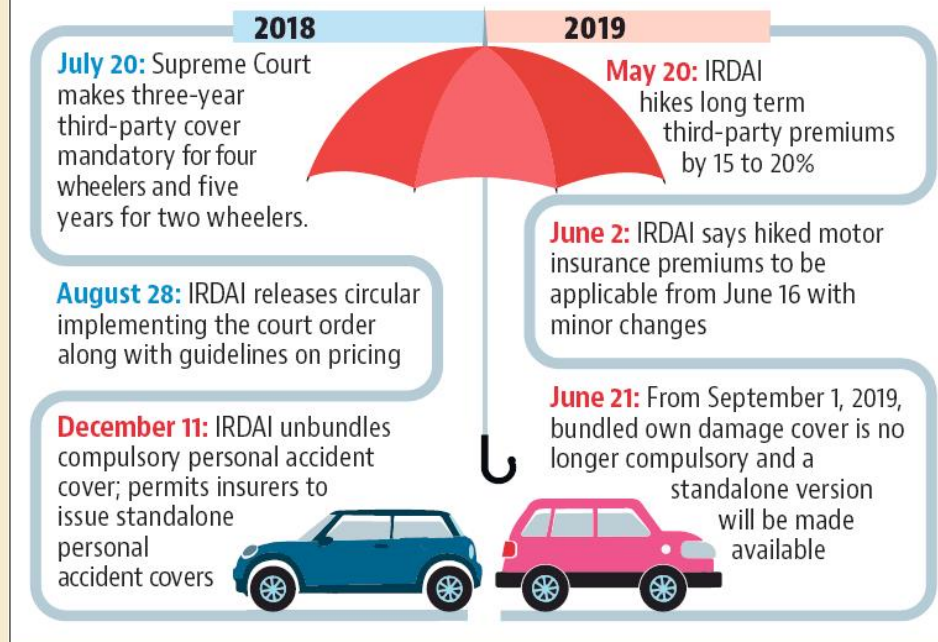 2018
July 20: Supreme Court
makes three-year
third-party cover
mandatory for four
wheelers and five
years for two wheelers.
August 28: IRDAI releases circular
implementing the court order
along with guidelines on pricing
December 11: IRDAI unbundles
compulsory personal accident
cover; permits insurers to
issue standalone
personal
accident covers
2019
May 20: IRDAI
hikes long term
third-party premiums
by 15 to 20%
June 2: IRDAI says hiked motor
insurance premiums to be
applicable from June 16 with
minor changes
June 21: From September 1, 2019,
bundled own damage cover is no
longer compulsory and a
standalone version
will be made
available